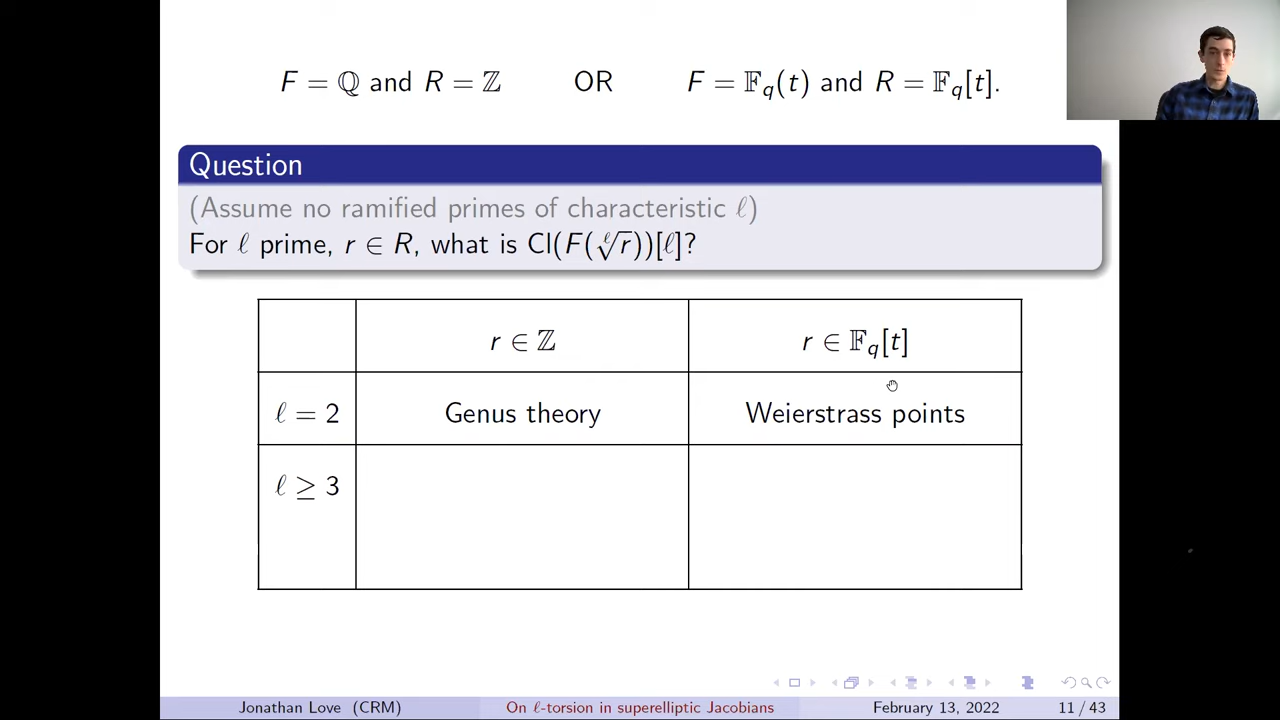 F = ℚ and R = ℤ OR F = 𝔽_q(t) and R = 𝔽_q[t].
Question
(Assume no ramified primes of characteristic ℓ)
For ℓ prime, r ∈ R, what is Cl(F(ℓ√r))[ℓ]?
r ∈ ℤ r ∈ 𝔽_q[t]
ℓ = 2 Genus theory Weierstrass points
ℓ ≥ 3
Jonathan Love (CRM) On ℓ-torsion in superelliptic Jacobians February 13, 2022 11 / 43